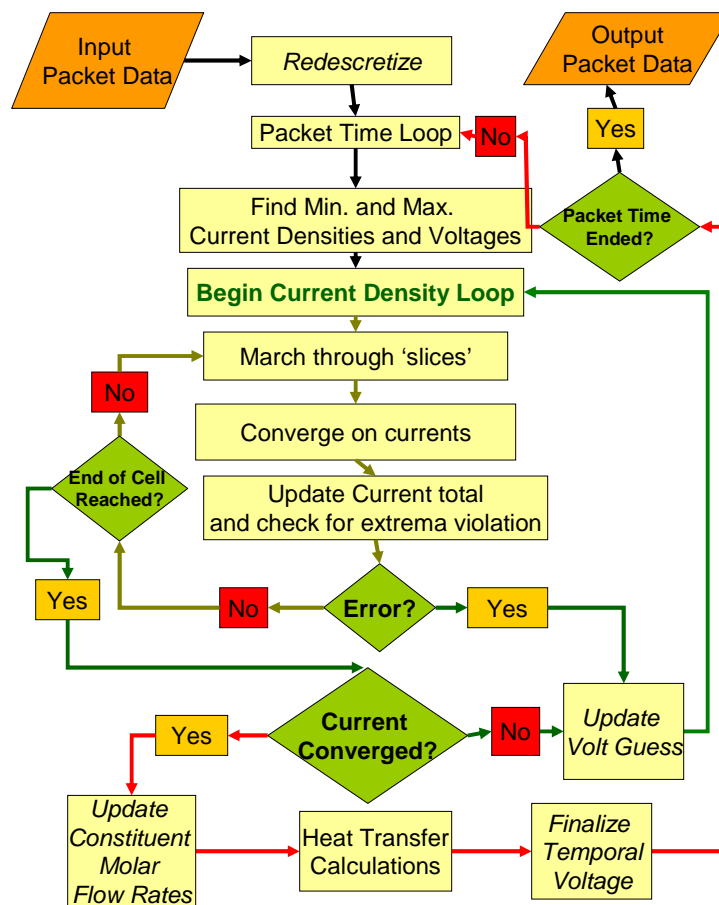 Input
Packet Data
Redescretize
Output
Packet Data
Yes
Packet Time Loop
No
Packet Time
Ended?
Find Min. and Max.
Current Densities and Voltages
Begin Current Density Loop
March through ‘slices’
No
Converge on currents
End of Cell
Reached?
Update Current total
and check for extrema violation
Yes
No
Error?
Yes
Yes
Current
Converged?
No
Update
Volt Guess
Update
Constituent
Molar
Flow Rates
Heat Transfer
Calculations
Finalize
Temporal
Voltage